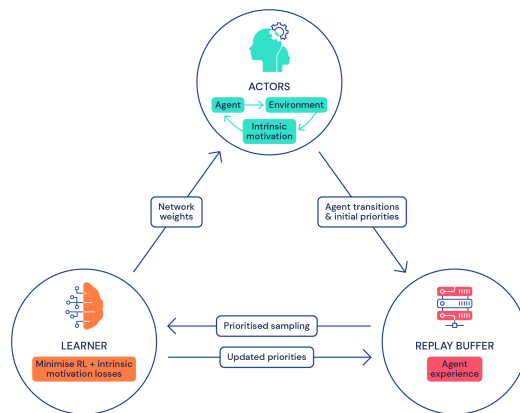 ACTORS
Agent
Environment
Intrinsic
motivation
Network
weights
Agent transitions
& initial priorities
LEARNER
Minimise RL + intrinsic
motivation losses
Prioritised sampling
Updated priorities
REPLAY BUFFER
Agent
experience